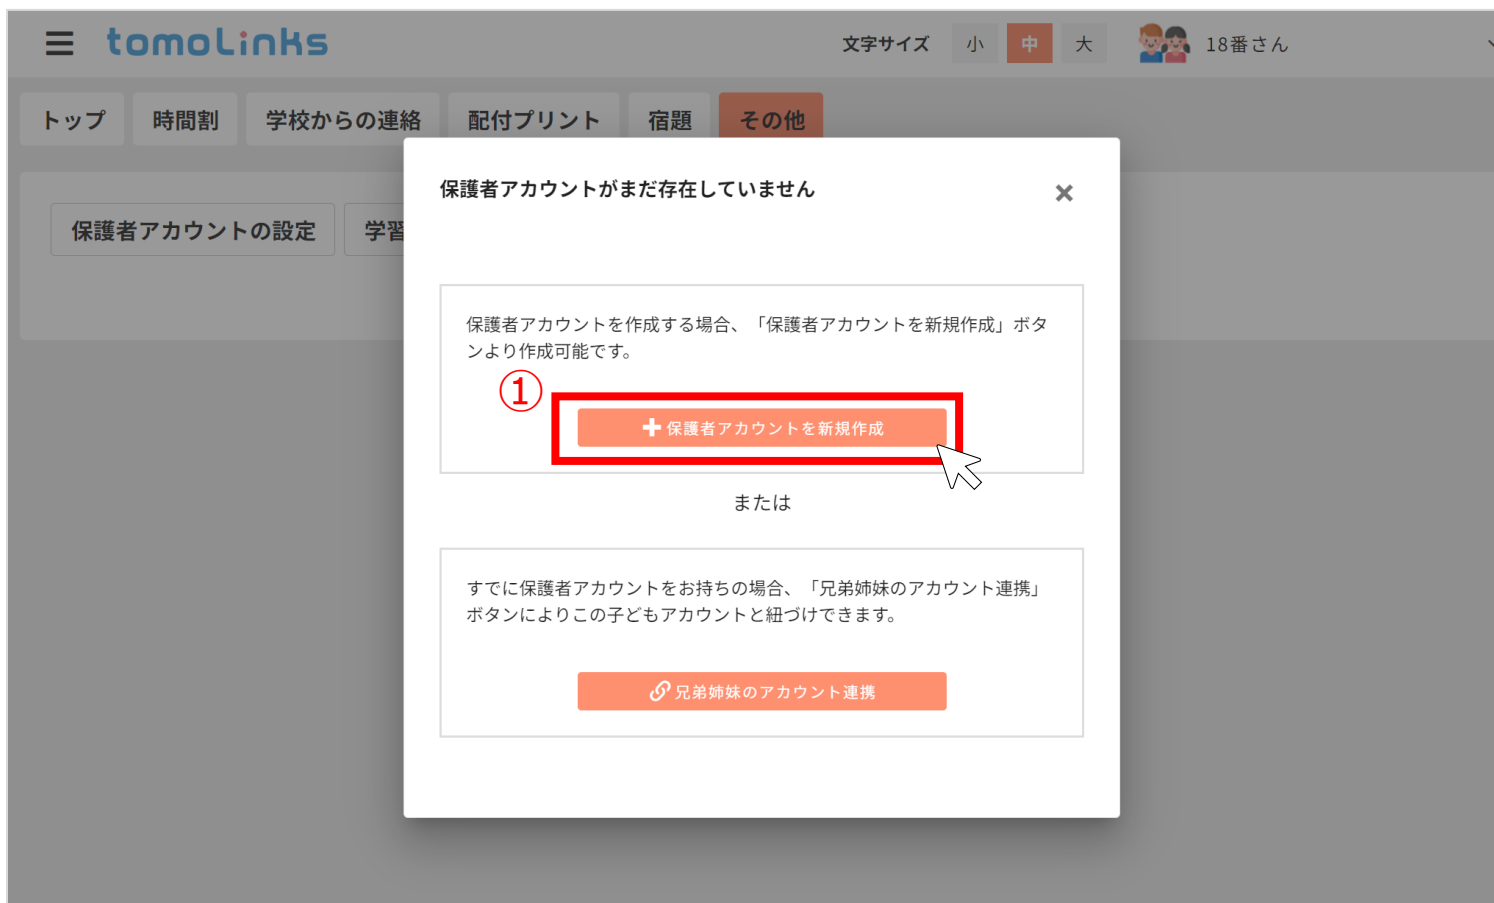 tomoLinks
文字サイズ 小 中 大 18番さん
トップ 時間割 学校からの連絡 配付プリント 宿題 その他
保護者アカウントの設定 学習
保護者アカウントがまだ存在していません
保護者アカウントを作成する場合、「保護者アカウントを新規作成」ボタ
ンより作成可能です。
①
保護者アカウントを新規作成
または
すでに保護者アカウントをお持ちの場合、「兄弟姉妹のアカウント連携」
ボタンによりこの子どもアカウントと紐づけできます。
兄弟姉妹のアカウント連携